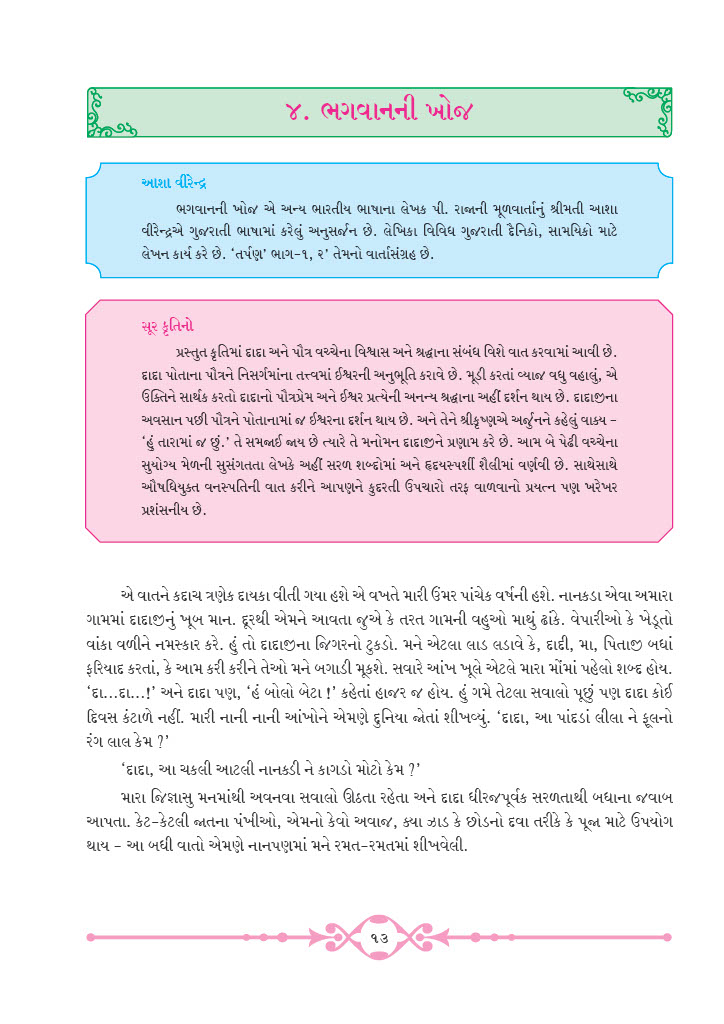 ૪. ભગવાનની ખોજ
આશા વીરેન્દ્ર
ભગવાનની ખોજ એ અન્ય ભારતીય ભાષાના લેખક પી. રાજાની મૂળવાર્તાનું શ્રીમતી આશા
વીરેન્દ્રએ ગુજરાતી ભાષામાં કરેલું અનુસર્જન છે. લેખિકા વિવિધ ગુજરાતી દૈનિકો, સામયિકો માટે
લેખન કાર્ય કરે છે. ‘તર્પણ’ ભાગ-૧, ૨’ તેમનો વાર્તાસંગ્રહ છે.
સૂર કૃતિનો
પ્રસ્તુત કૃતિમાં દાદા અને પૌત્ર વચ્ચેના વિશ્વાસ અને શ્રદ્ધાના સંબંધ વિશે વાત કરવામાં આવી છે.
દાદા પોતાના પૌત્રને નિસર્ગમાંના તત્ત્વમાં ઈશ્વરની અનુભૂતિ કરાવે છે. મૂડી કરતાં વ્યાજ વધુ વહાલું, એ
ઉક્તિને સાર્થક કરતો દાદાનો પૌત્રપ્રેમ અને ઈશ્વર પ્રત્યેની અનન્ય શ્રદ્ધાના અહીં દર્શન થાય છે. દાદાજીના
અવસાન પછી પૌત્રને પોતાનામાં જ ઈશ્વરના દર્શન થાય છે. અને તેને શ્રીકૃષ્ણએ અર્જુનને કહેલું વાક્ય –
‘હું તારામાં જ છું.’ તે સમજાઈ જાય છે ત્યારે તે મનોમન દાદાજીને પ્રણામ કરે છે. આમ બે પેઢી વચ્ચેના
સુયોગ્ય મેળની સુસંગતતા લેખકે અહીં સરળ શબ્દોમાં અને હૃદયસ્પર્શી શૈલીમાં વર્ણવી છે. સાથેસાથે
ઔષધિયુક્ત વનસ્પતિની વાત કરીને આપણને કુદરતી ઉપચારો તરફ વાળવાનો પ્રયત્ન પણ ખરેખર
પ્રશંસનીય છે.
એ વાતને કદાચ ત્રણેક દાયકા વીતી ગયા હશે એ વખતે મારી ઉંમર પાંચેક વર્ષની હશે. નાનકડા એવા અમારા
ગામમાં દાદાજીનું ખૂબ માન. દૂરથી એમને આવતા જુએ કે તરત ગામની વહુઓ માથું ઢાંકે. વેપારીઓ કે ખેડૂતો
વાંકા વળીને નમસ્કાર કરે. હું તો દાદાજીના જિગરનો ટુકડો. મને એટલા લાડ લડાવે કે, દાદી, મા, પિતાજી બધાં
ફરિયાદ કરતાં, કે આમ કરી કરીને તેઓ મને બગાડી મૂકશે. સવારે આંખ ખૂલે એટલે મારા મોંમાં પહેલો શબ્દ હોય.
‘દા...દા...!’ અને દાદા પણ, ‘હં બોલો બેટા !’ કહેતાં હાજર જ હોય. હું ગમે તેટલા સવાલો પૂછું પણ દાદા કોઈ
દિવસ કંટાળે નહીં. મારી નાની નાની આંખોને એમણે દુનિયા જોતાં શીખવ્યું. ‘દાદા, આ પાંદડાં લીલા ને ફૂલનો
રંગ લાલ કેમ ?’
‘દાદા, આ ચકલી આટલી નાનકડી ને કાગડો મોટો કેમ ?’
મારા જિજ્ઞાસુ મનમાંથી અવનવા સવાલો ઊઠતા રહેતા અને દાદા ધીરજપૂર્વક સરળતાથી બધાના જવાબ
આપતા. કેટ-કેટલી જાતના પંખીઓ, એમનો કેવો અવાજ, ક્યા ઝાડ કે છોડનો દવા તરીકે કે પૂજા માટે ઉપયોગ
થાય – આ બધી વાતો એમણે નાનપણમાં મને રમત-રમતમાં શીખવેલી.
૧૩